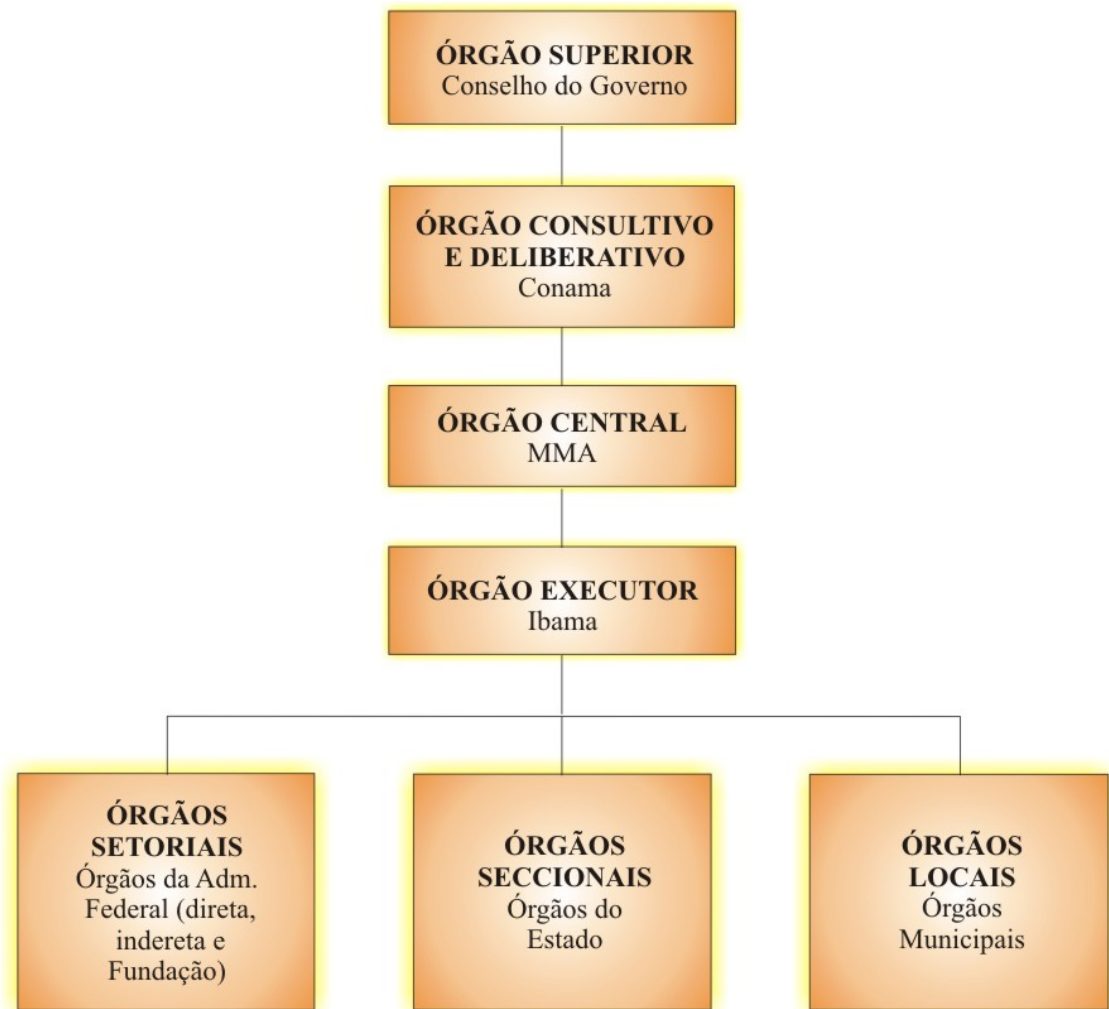 ÓRGÃO SUPERIOR
Conselho do Governo
ÓRGÃO CONSULTIVO
E DELIBERATIVO
Conama
ÓRGÃO CENTRAL
MMA
ÓRGÃO EXECUTOR
Ibama
ÓRGÃOS
SETORIAIS
Órgãos da Adm.
Federal (direta,
indereta e
Fundação)
ÓRGÃOS
SECCIONAIS
Órgãos do
Estado
ÓRGÃOS
LOCAIS
Órgãos
Municipais